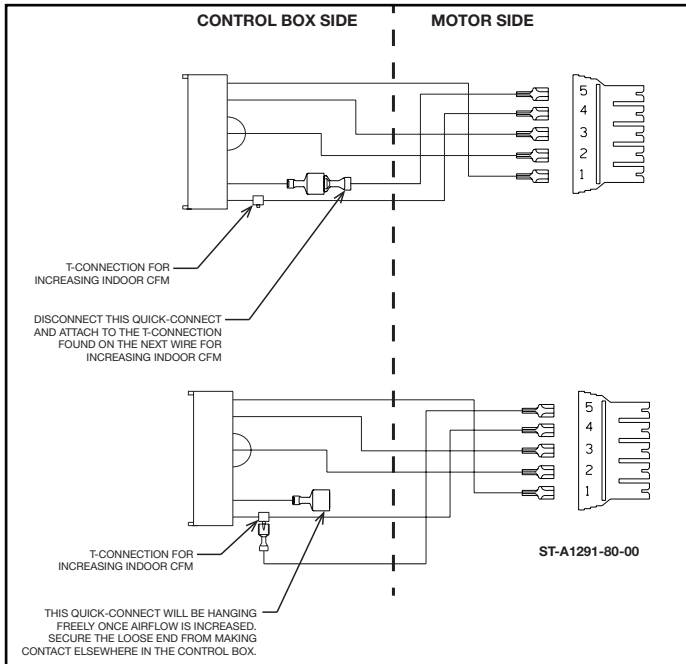 CONTROL BOX SIDE
MOTOR SIDE
5
4
3
2
1
T-CONNECTION FOR
INCREASING INDOOR CFM
DISCONNECT THIS QUICK-CONNECT
AND ATTACH TO THE T-CONNECTION
FOUND ON THE NEXT WIRE FOR
INCREASING INDOOR CFM
5
4
3
2
1
T-CONNECTION FOR
INCREASING INDOOR CFM
ST-A1291-80-00
THIS QUICK-CONNECT WILL BE HANGING
FREELY ONCE AIRFLOW IS INCREASED.
SECURE THE LOOSE END FROM MAKING
CONTACT ELSEWHERE IN THE CONTROL BOX.